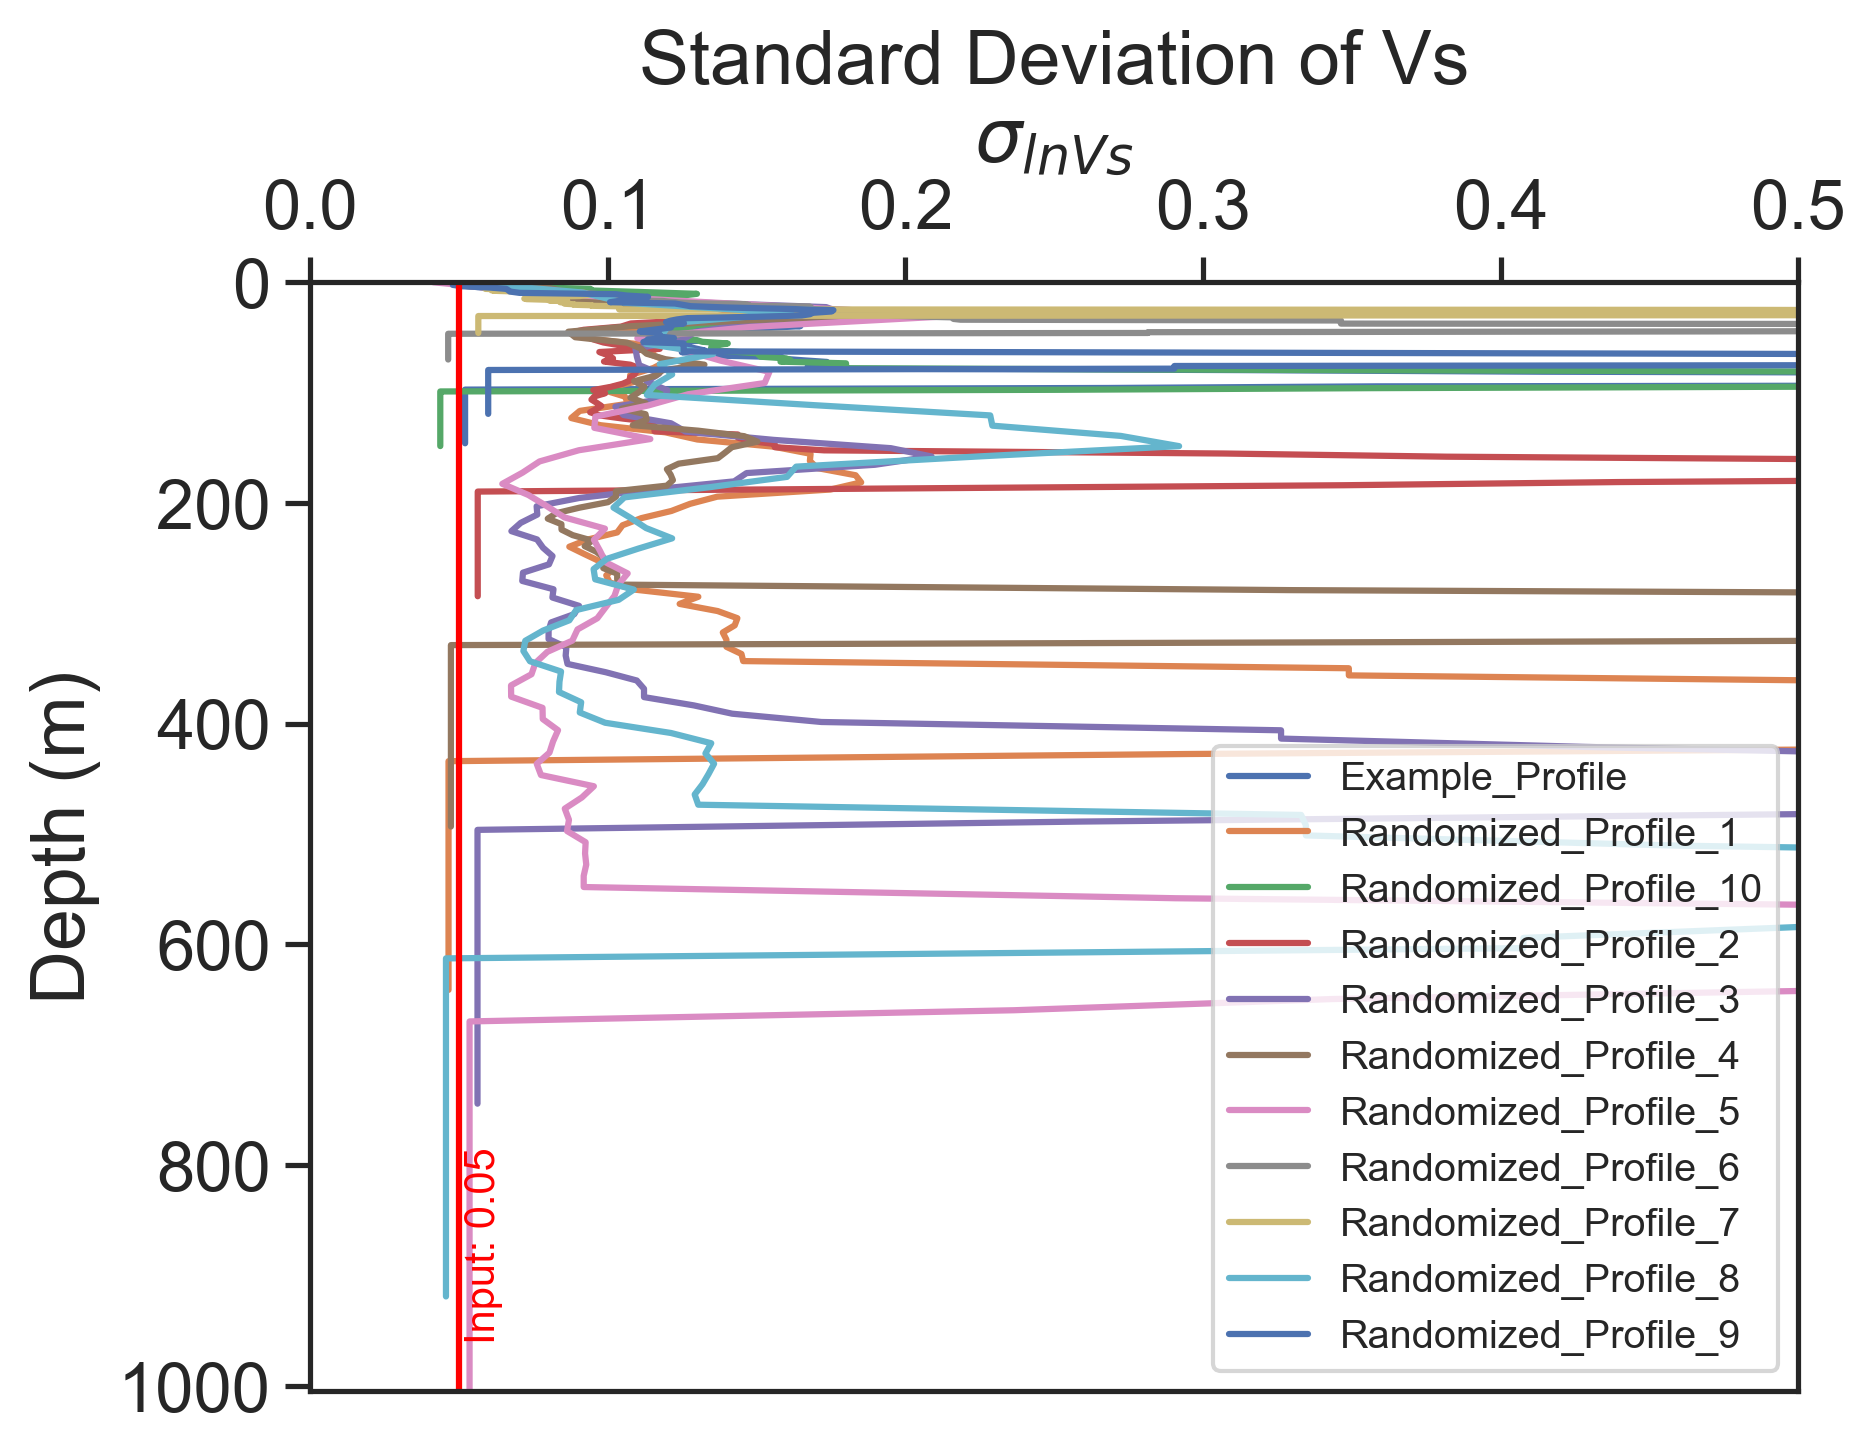 Standard Deviation of Vs
σlnVs
0.0 0.1 0.2 0.3 0.4 0.5
0
200
400
600
800
1000
Depth (m)
Input: 0.05
Example_Profile
Randomized_Profile_1
Randomized_Profile_10
Randomized_Profile_2
Randomized_Profile_3
Randomized_Profile_4
Randomized_Profile_5
Randomized_Profile_6
Randomized_Profile_7
Randomized_Profile_8
Randomized_Profile_9